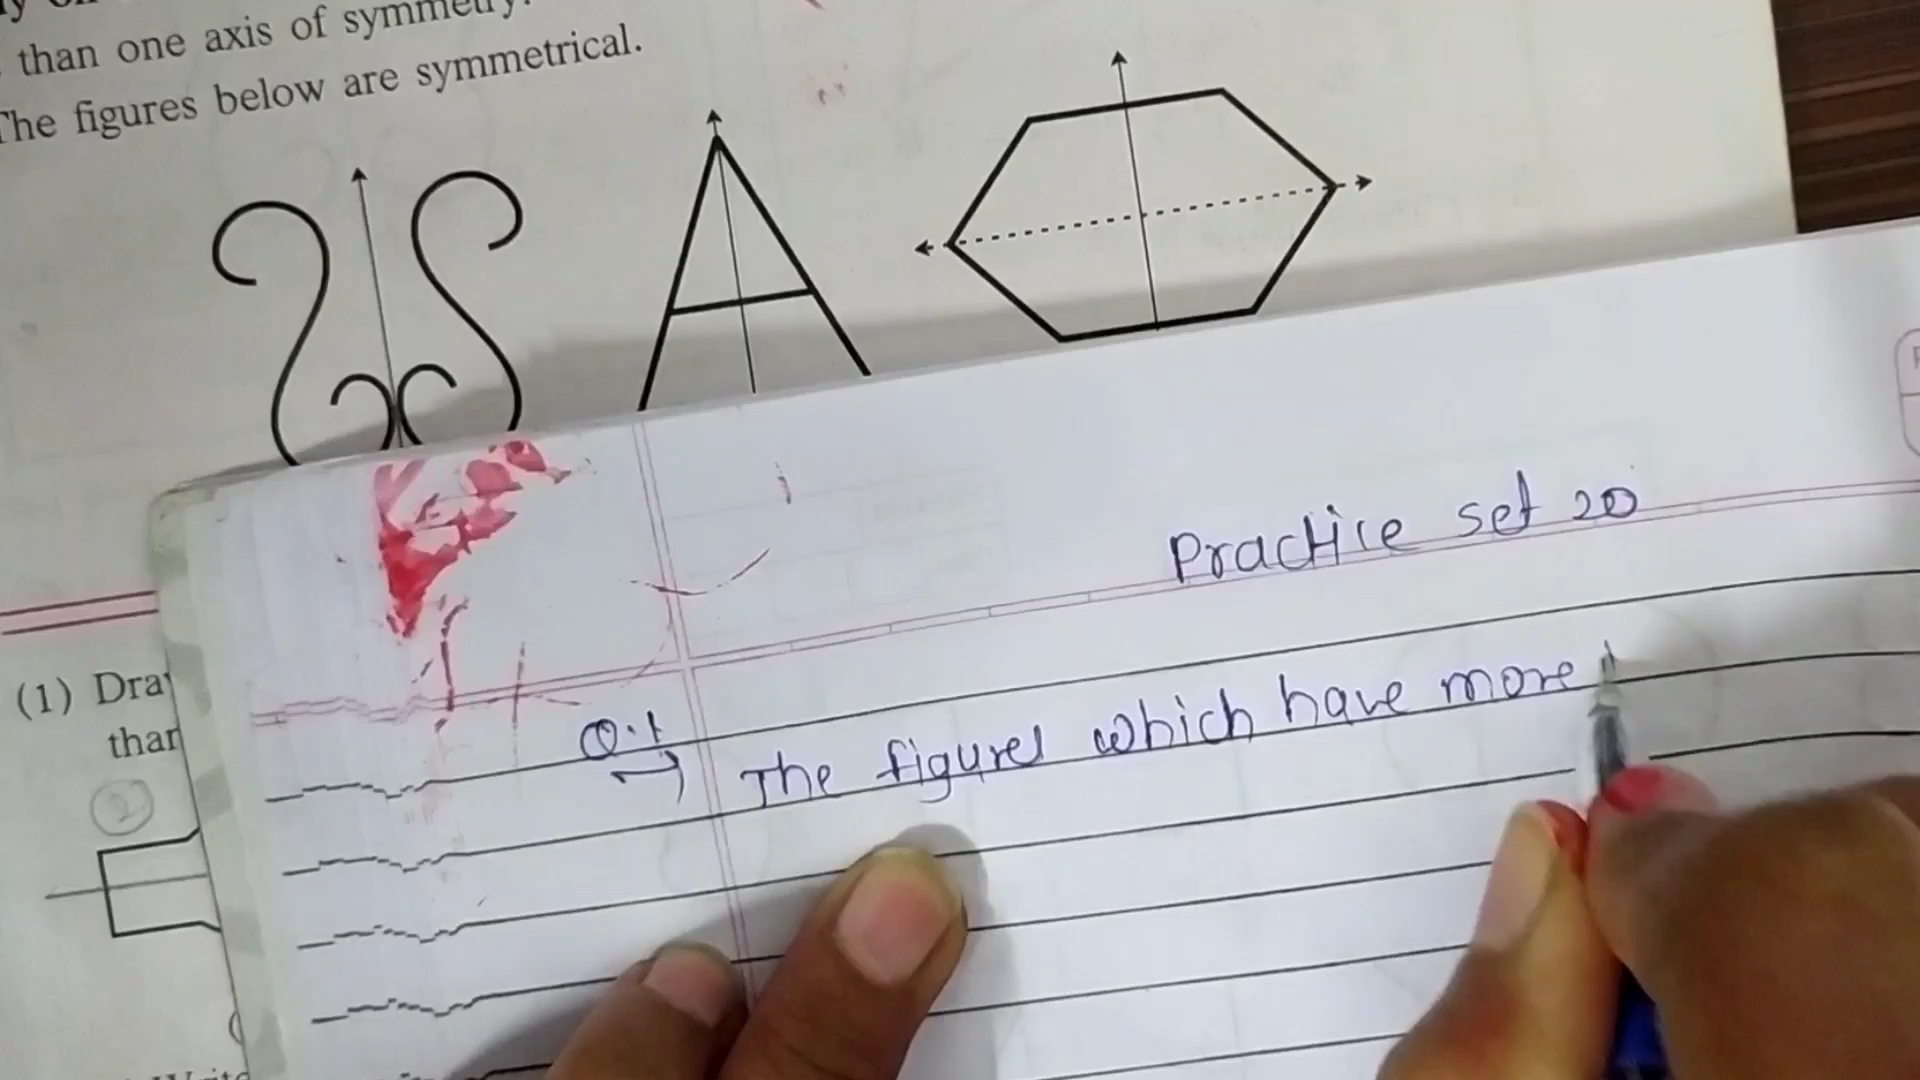 than one axis of symmetry.
The figures below are symmetrical.
Practice set 20
Q.1
→ The figures which have more t
(1) Dra
than
2